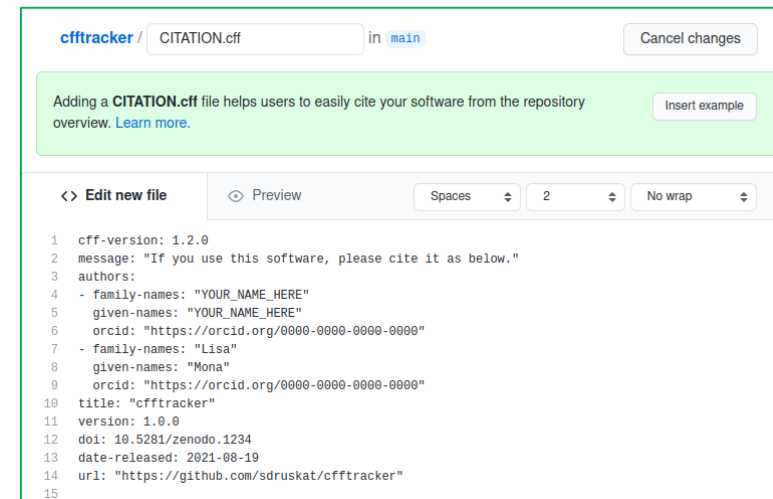 cfftracker / CITATION.cff in main Cancel changes
Adding a CITATION.cff file helps users to easily cite your software from the repository
overview. Learn more.
Insert example
<> Edit new file Preview Spaces 2 No wrap
1 cff-version: 1.2.0
2 message: "If you use this software, please cite it as below."
3 authors:
4 - family-names: "YOUR_NAME_HERE"
5   given-names: "YOUR_NAME_HERE"
6   orcid: "https://orcid.org/0000-0000-0000-0000"
7 - family-names: "Lisa"
8   given-names: "Mona"
9   orcid: "https://orcid.org/0000-0000-0000-0000"
10 title: "cfftracker"
11 version: 1.0.0
12 doi: 10.5281/zenodo.1234
13 date-released: 2021-08-19
14 url: "https://github.com/sdruskat/cfftracker"
15